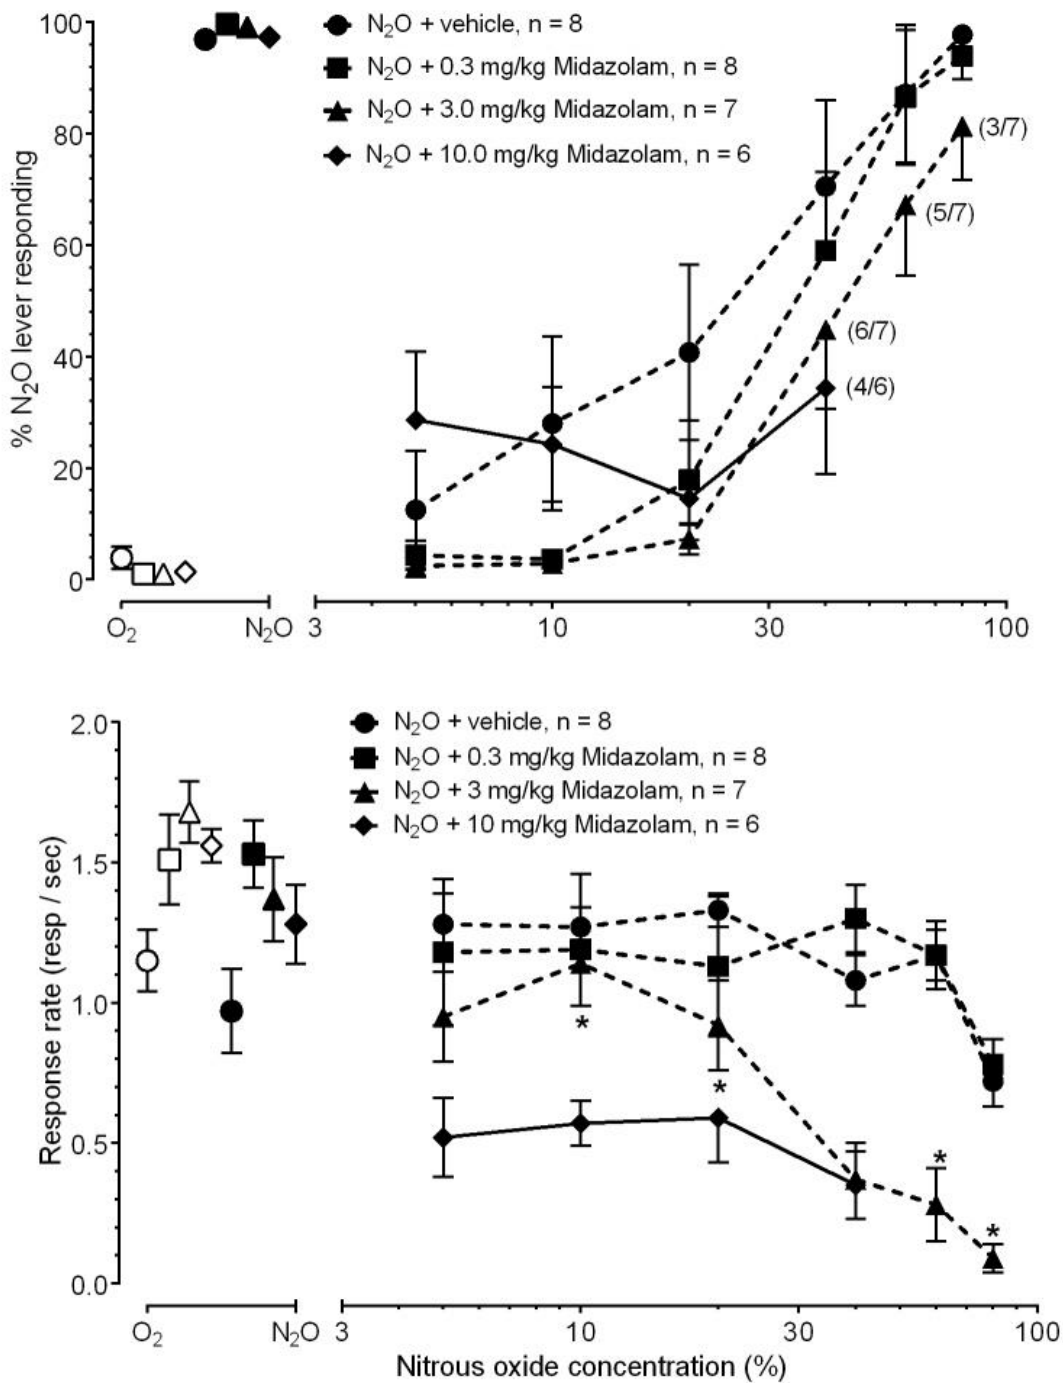 100
80
60
40
20
0
% N₂O lever responding
N₂O + vehicle, n = 8
N₂O + 0.3 mg/kg Midazolam, n = 8
N₂O + 3.0 mg/kg Midazolam, n = 7
N₂O + 10.0 mg/kg Midazolam, n = 6
(3/7)
(5/7)
(6/7)
(4/6)
O₂ N₂O 3 10 30 100
2.0
1.5
1.0
0.5
0.0
Response rate (resp / sec)
N₂O + vehicle, n = 8
N₂O + 0.3 mg/kg Midazolam, n = 8
N₂O + 3 mg/kg Midazolam, n = 7
N₂O + 10 mg/kg Midazolam, n = 6
*
*
*
*
O₂ N₂O 3 10 30 100
Nitrous oxide concentration (%)